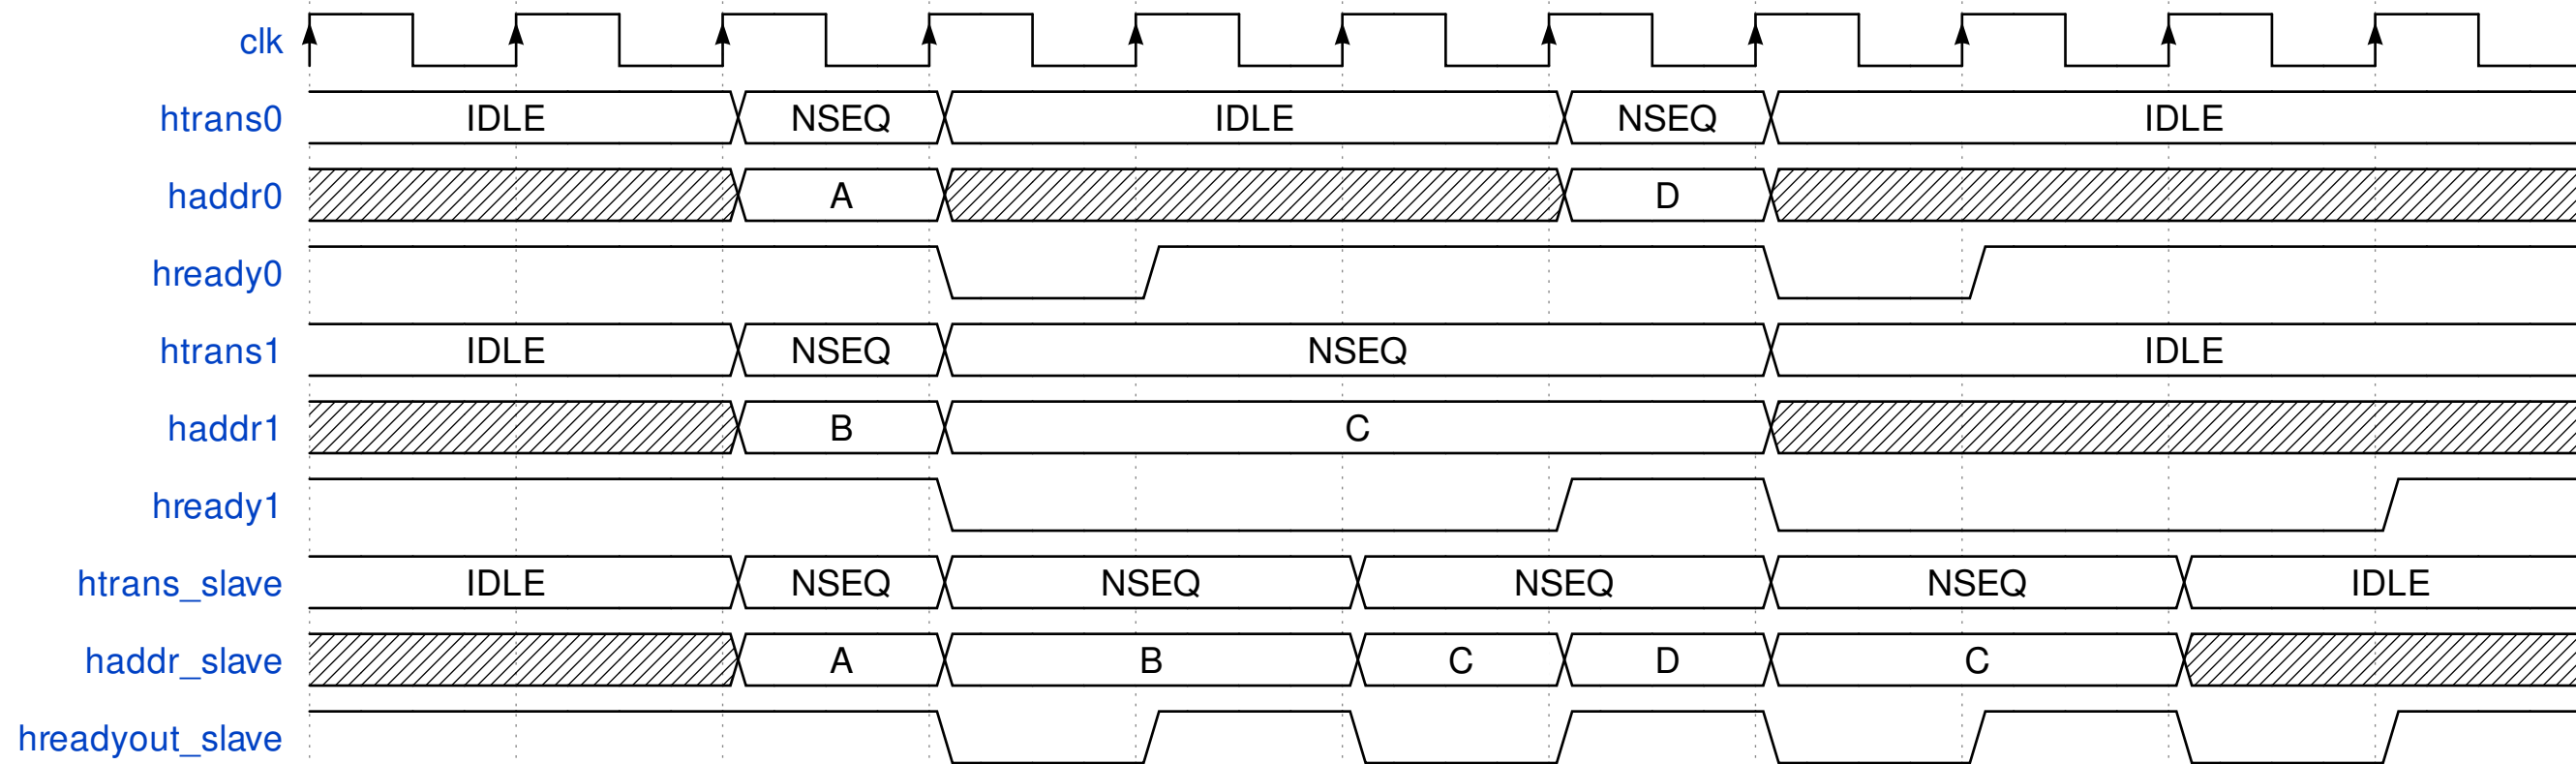 clk
htrans0 IDLE NSEQ IDLE NSEQ IDLE
haddr0 A D
hready0
htrans1 IDLE NSEQ NSEQ IDLE
haddr1 B C
hready1
htrans_slave IDLE NSEQ NSEQ NSEQ NSEQ IDLE
haddr_slave A B C D C
hreadyout_slave